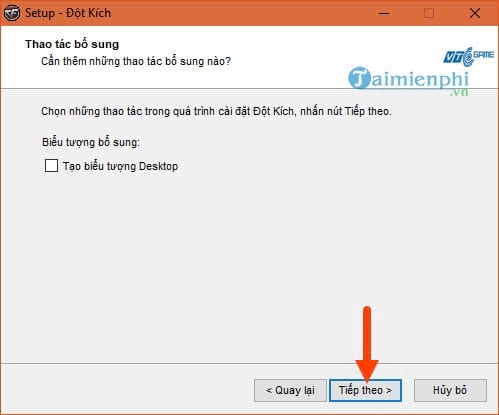 Setup - Đột Kích
Thao tác bổ sung
Cần thêm những thao tác bổ sung nào?
VTC GAME
Taimienphi
.vn
Chọn những thao tác trong quá trình cài đặt Đột Kích, nhấn nút Tiếp theo.
Biểu tượng bổ sung:
Tạo biểu tượng Desktop
< Quay lại
Tiếp theo >
Hủy bỏ